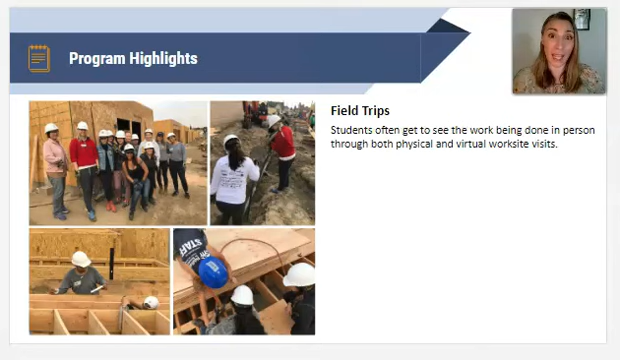 Program Highlights
Field Trips
Students often get to see the work being done in person
through both physical and virtual worksite visits.
STAFF